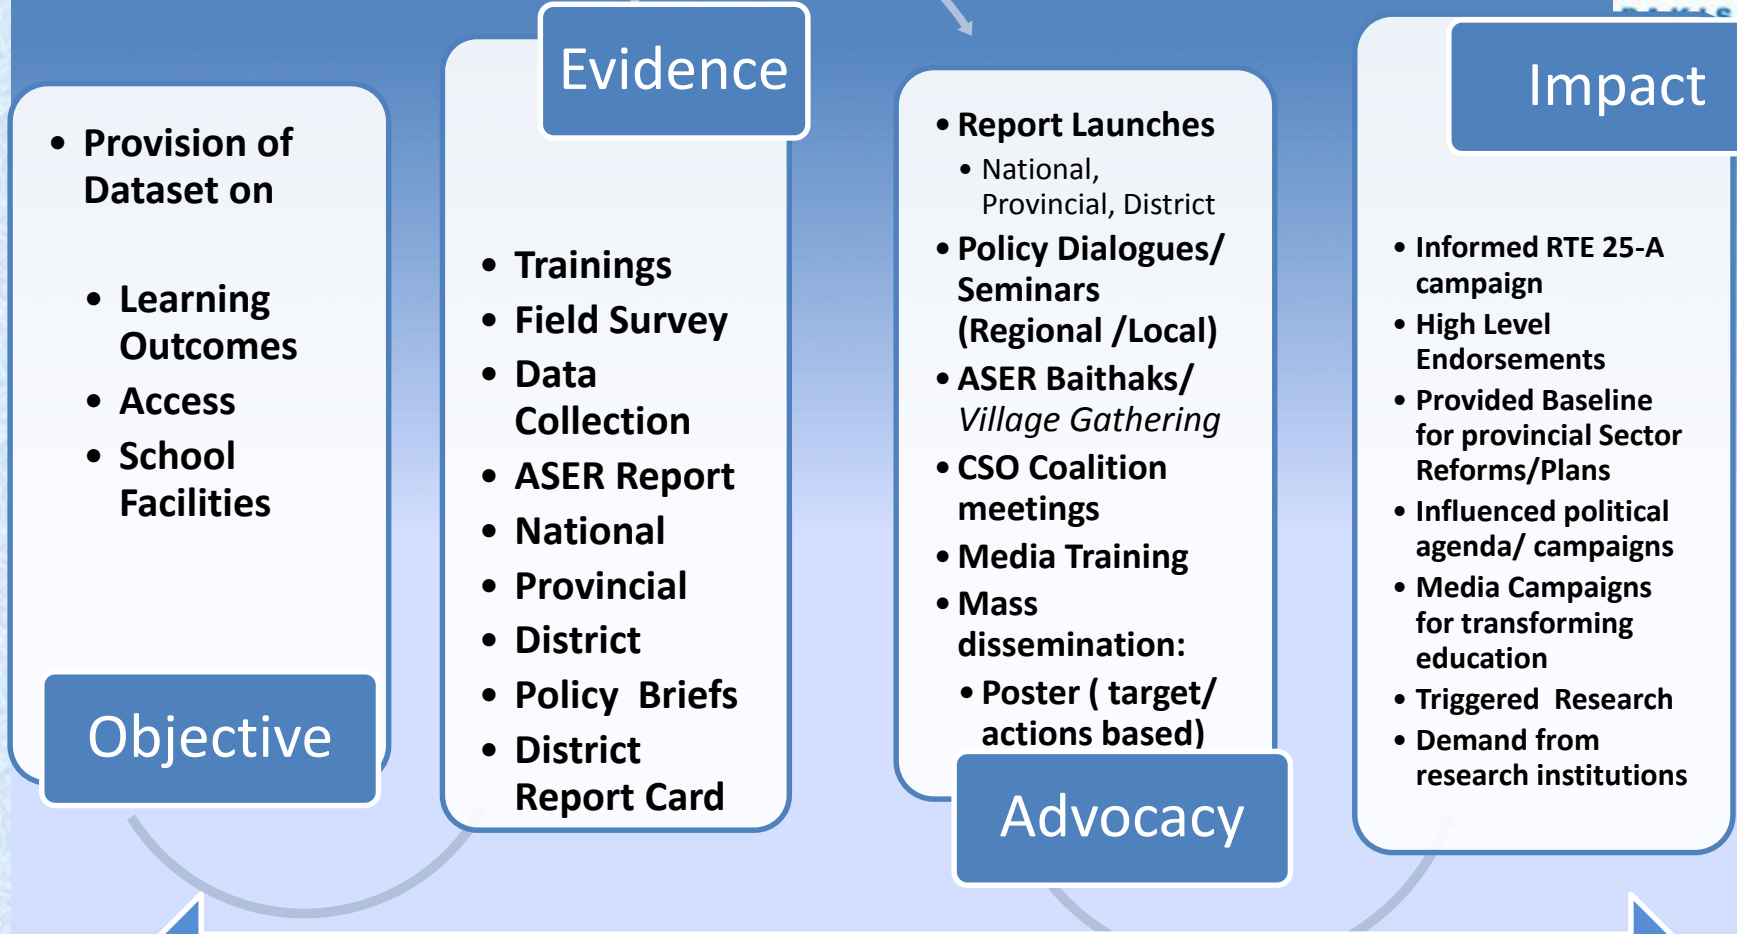 Objective
• Provision of
Dataset on
• Learning
Outcomes
• Access
• School
Facilities
Evidence
• Trainings
• Field Survey
• Data
Collection
• ASER Report
• National
• Provincial
• District
• Policy Briefs
• District
Report Card
Advocacy
• Report Launches
• National,
Provincial, District
• Policy Dialogues/
Seminars
(Regional /Local)
• ASER Baithaks/
Village Gathering
• CSO Coalition
meetings
• Media Training
• Mass
dissemination:
• Poster ( target/
actions based)
Impact
• Informed RTE 25-A
campaign
• High Level
Endorsements
• Provided Baseline
for provincial Sector
Reforms/Plans
• Influenced political
agenda/ campaigns
• Media Campaigns
for transforming
education
• Triggered Research
• Demand from
research institutions